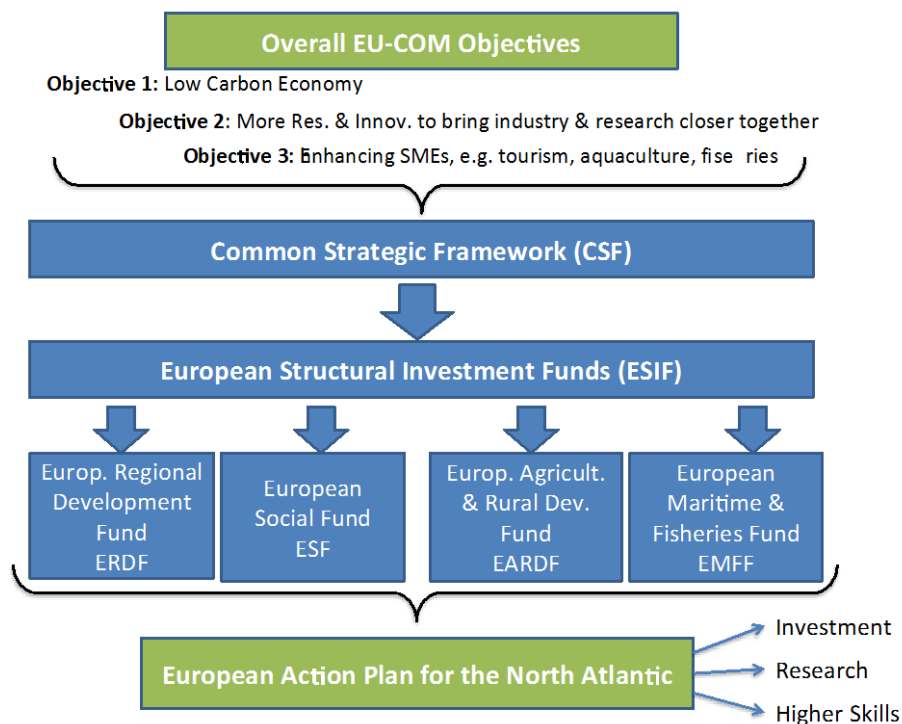 Overall EU-COM Objectives
Objective 1: Low Carbon Economy
Objective 2: More Res. & Innov. to bring industry & research closer together
Objective 3: Enhancing SMEs, e.g. tourism, aquaculture, fise ries
Common Strategic Framework (CSF)
European Structural Investment Funds (ESIF)
Europ. Regional
Development
Fund
ERDF
European
Social Fund
ESF
Europ. Agricult.
& Rural Dev.
Fund
EARDF
European
Maritime &
Fisheries Fund
EMFF
European Action Plan for the North Atlantic
Investment
Research
Higher Skills